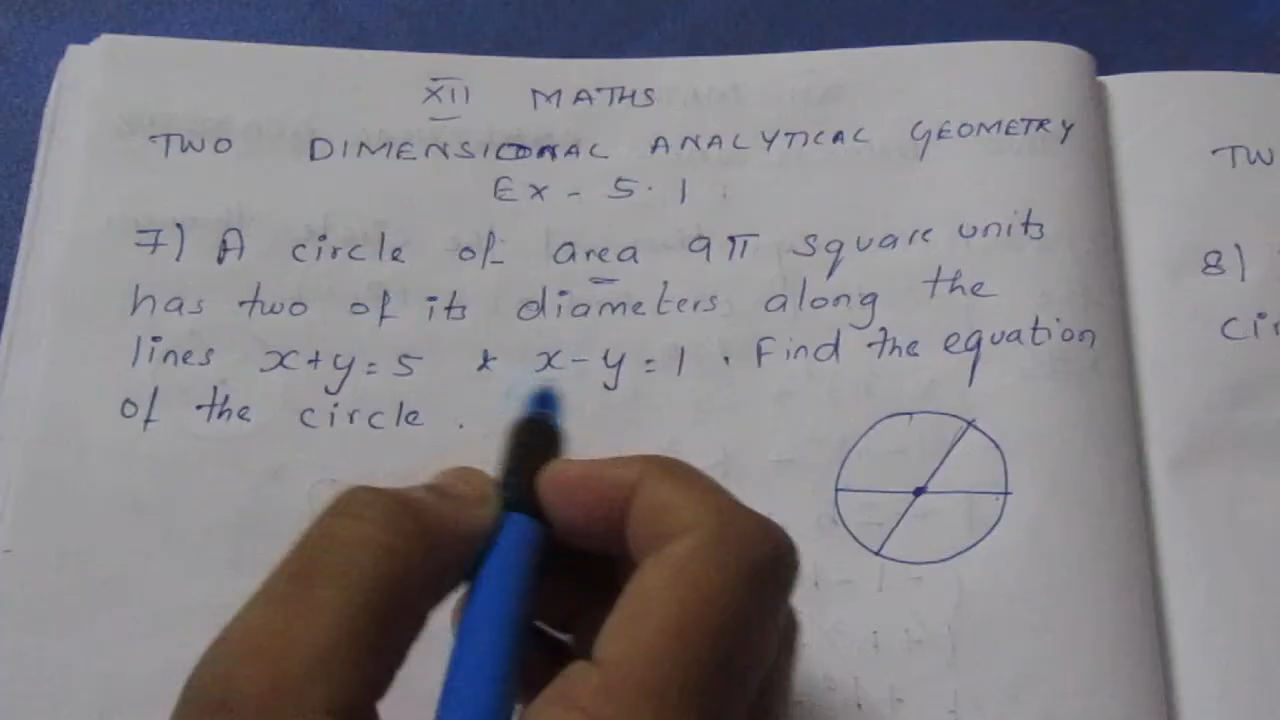 XII MATHS
TWO DIMENSIONAL ANALYTICAL GEOMETRY
Ex - 5.1
7) A circle of area 9π square units
has two of its diameters along the
lines x+y=5 & x-y=1. Find the equation
of the circle.
TW
8)
Cir